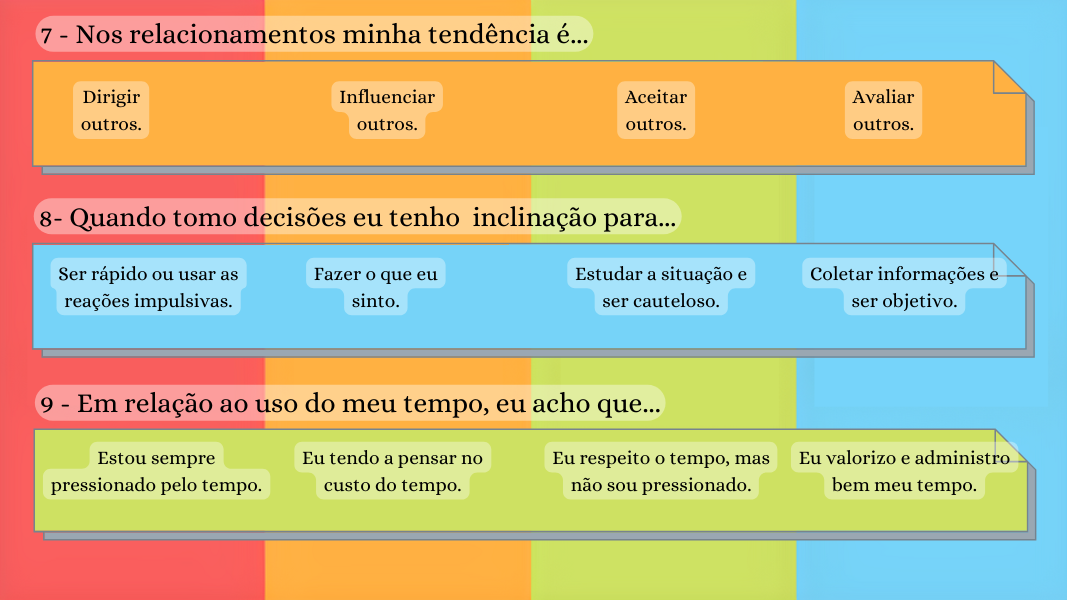 7 - Nos relacionamentos minha tendência é...
Dirigir
outros.
Influenciar
outros.
Aceitar
outros.
Avaliar
outros.
8- Quando tomo decisões eu tenho  inclinação para...
Ser rápido ou usar as
reações impulsivas.
Fazer o que eu
sinto.
Estudar a situação e
ser cauteloso.
Coletar informações e
ser objetivo.
9 - Em relação ao uso do meu tempo, eu acho que...
Estou sempre
pressionado pelo tempo.
Eu tendo a pensar no
custo do tempo.
Eu respeito o tempo, mas
não sou pressionado.
Eu valorizo e administro
bem meu tempo.